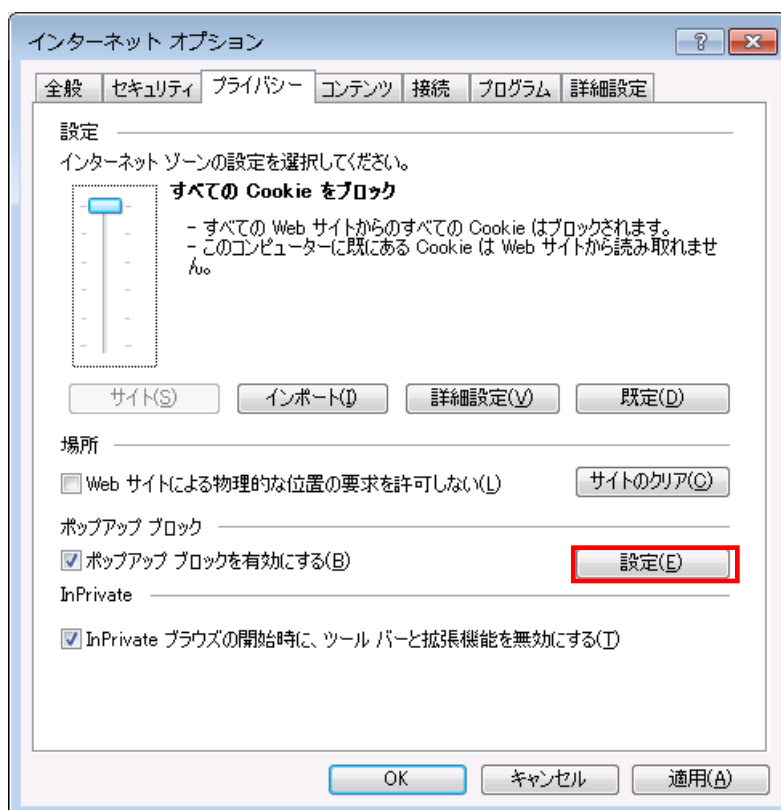 インターネット オプション
?
全般 セキュリティ プライバシー コンテンツ 接続 プログラム 詳細設定
設定
インターネット ゾーンの設定を選択してください。
すべての Cookie をブロック
- すべての Web サイトからのすべての Cookie はブロックされます。
- このコンピューターに既にある Cookie は Web サイトから読み取れませ
ん。
サイト(S) インポート(I) 詳細設定(V) 既定(D)
場所
Web サイトによる物理的な位置の要求を許可しない(L) サイトのクリア(C)
ポップアップ ブロック
ポップアップ ブロックを有効にする(B) 設定(E)
InPrivate
InPrivate ブラウズの開始時に、ツール バーと拡張機能を無効にする(T)
OK キャンセル 適用(A)